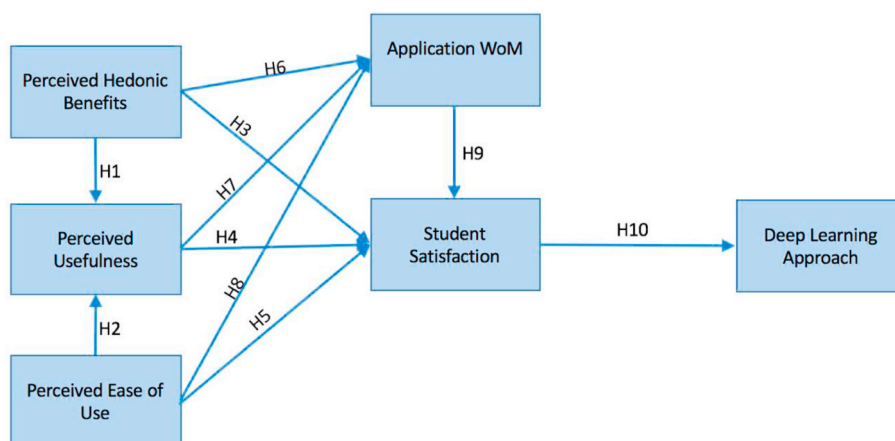 Application WoM
Perceived Hedonic
Benefits
H6
H3
H1
H9
H7
Perceived
Usefulness
H4
Student
Satisfaction
H10
Deep Learning
Approach
H8
H5
H2
Perceived Ease of
Use